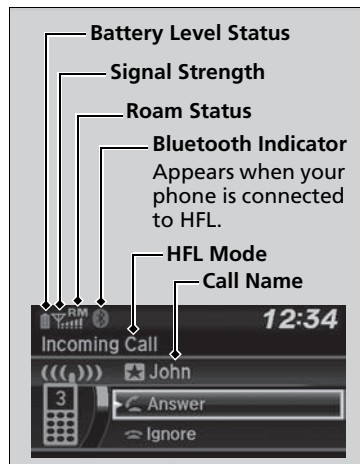 Battery Level Status
Signal Strength
Roam Status
Bluetooth Indicator
Appears when your
phone is connected
to HFL.
HFL Mode
Call Name
RM
12:34
Incoming Call
John
3
Answer
Ignore